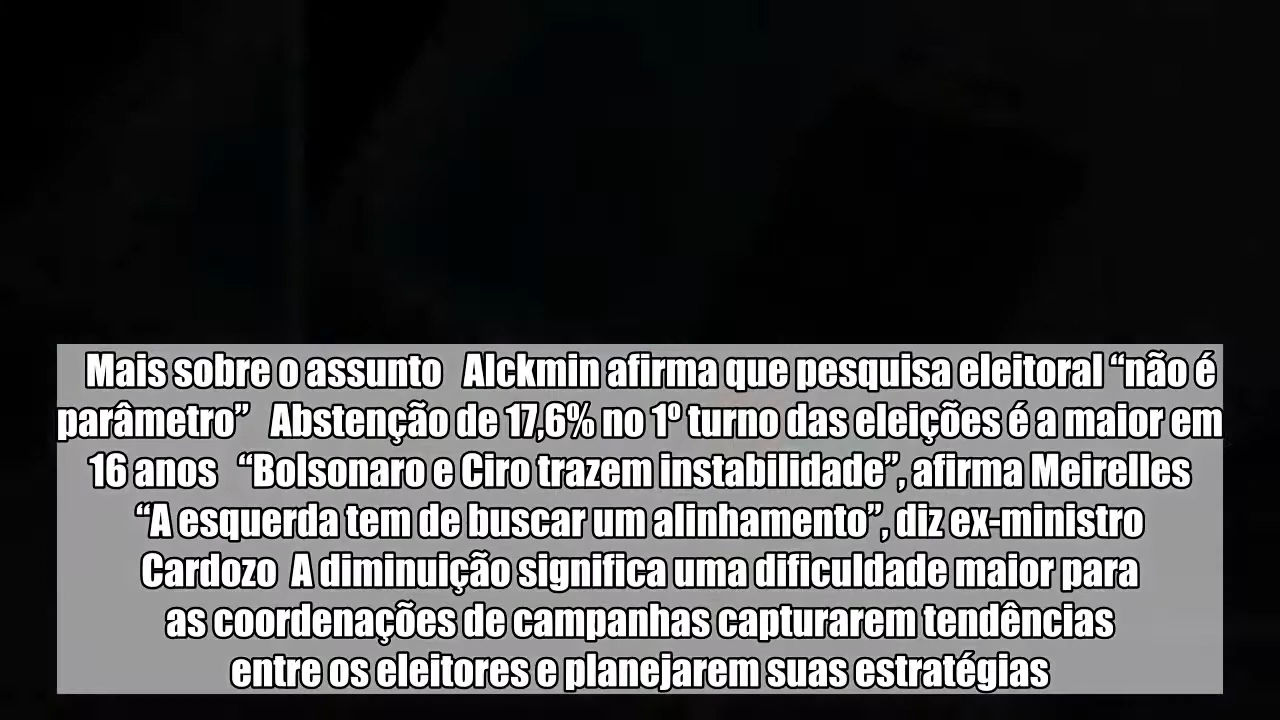 Mais sobre o assunto Alckmin afirma que pesquisa eleitoral “não é
parâmetro” Abstenção de 17,6% no 1º turno das eleições é a maior em
16 anos “Bolsonaro e Ciro trazem instabilidade”, afirma Meirelles
“A esquerda tem de buscar um alinhamento”, diz ex-ministro
Cardozo A diminuição significa uma dificuldade maior para
as coordenações de campanhas capturarem tendências
entre os eleitores e planejarem suas estratégias